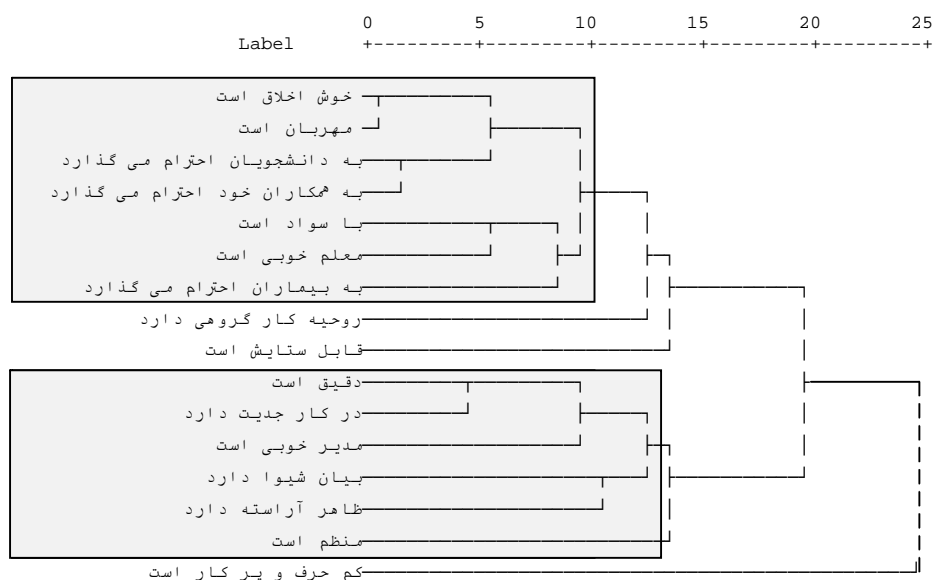 0 5 10 15 20 25
Label
خوش اخلاق است
مهربان است
به دانشجویان احترام می گذارد
به همکاران خود احترام می گذارد
با سواد است
معلم خوبی است
به بیماران احترام می گذارد
روحیه کار گروهی دارد
قابل ستایش است
دقیق است
در کار جدیت دارد
مدیر خوبی است
بیان شیوا دارد
ظاهر آراسته دارد
منظم است
کم حرف و پر کار است